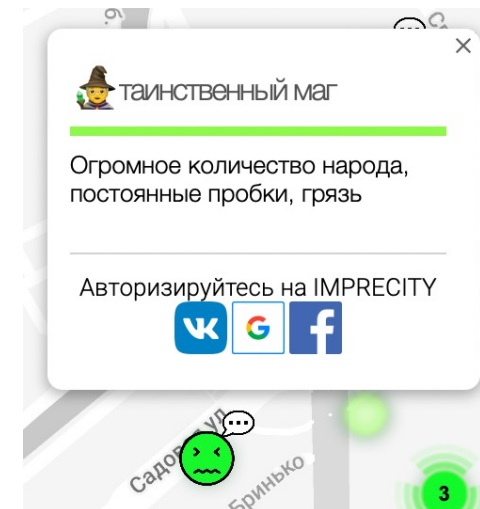 таинственный маг
Огромное количество народа,
постоянные пробки, грязь
Авторизируйтесь на IMPRECITY
Садовая ул
Бринько
3